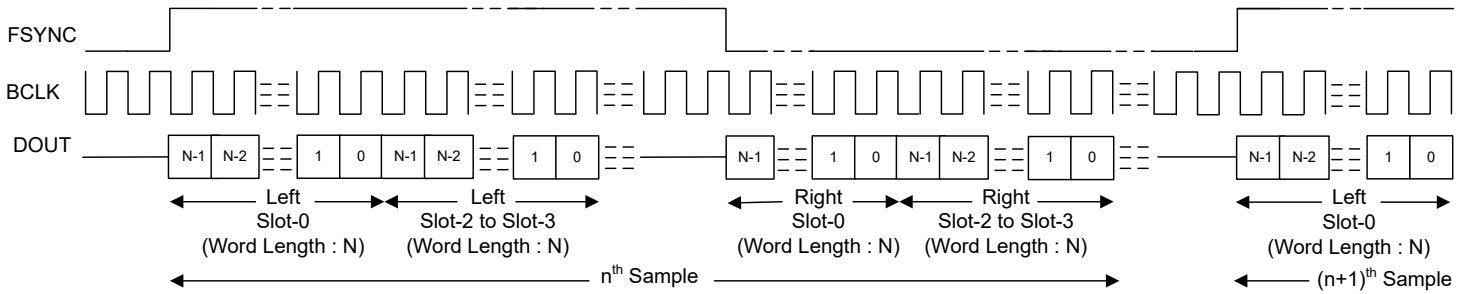 FSYNC
BCLK
DOUT
N-1 N-2 1 0 N-1 N-2 1 0 N-1 1 0 N-1 N-2 1 0 N-1 N-2 1 0
Left Left Right Right Left
Slot-0 Slot-2 to Slot-3 Slot-0 Slot-2 to Slot-3 Slot-0
(Word Length : N) (Word Length : N) (Word Length : N) (Word Length : N) (Word Length : N)
nth Sample (n+1)th Sample